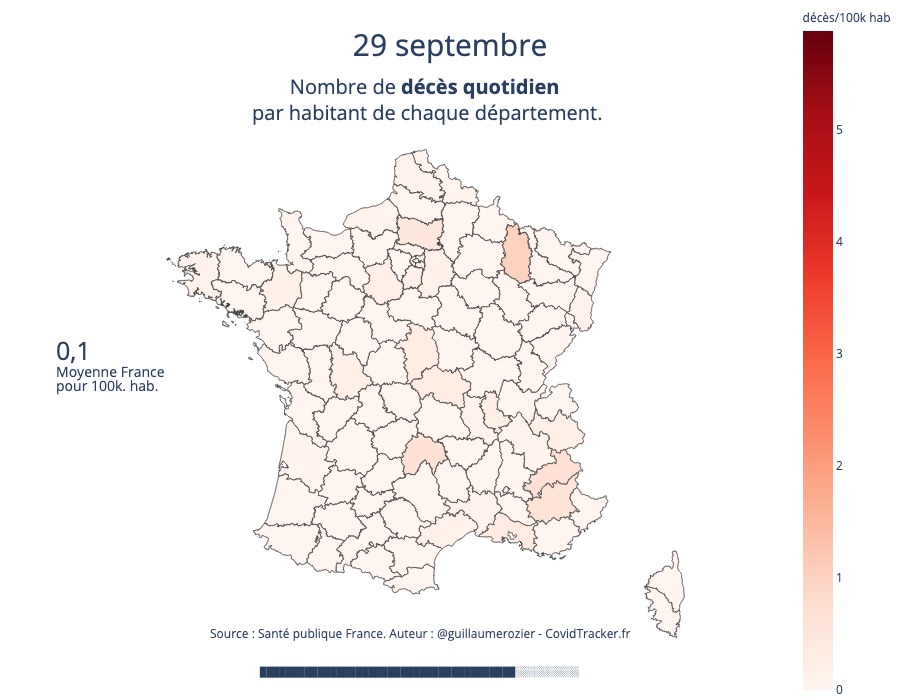 décès/100k hab
29 septembre
Nombre de décès quotidien
par habitant de chaque département.
5
4
0,1
Moyenne France
pour 100k. hab.
3
2
1
Source : Santé publique France. Auteur : @guillaumerozier - CovidTracker.fr
0